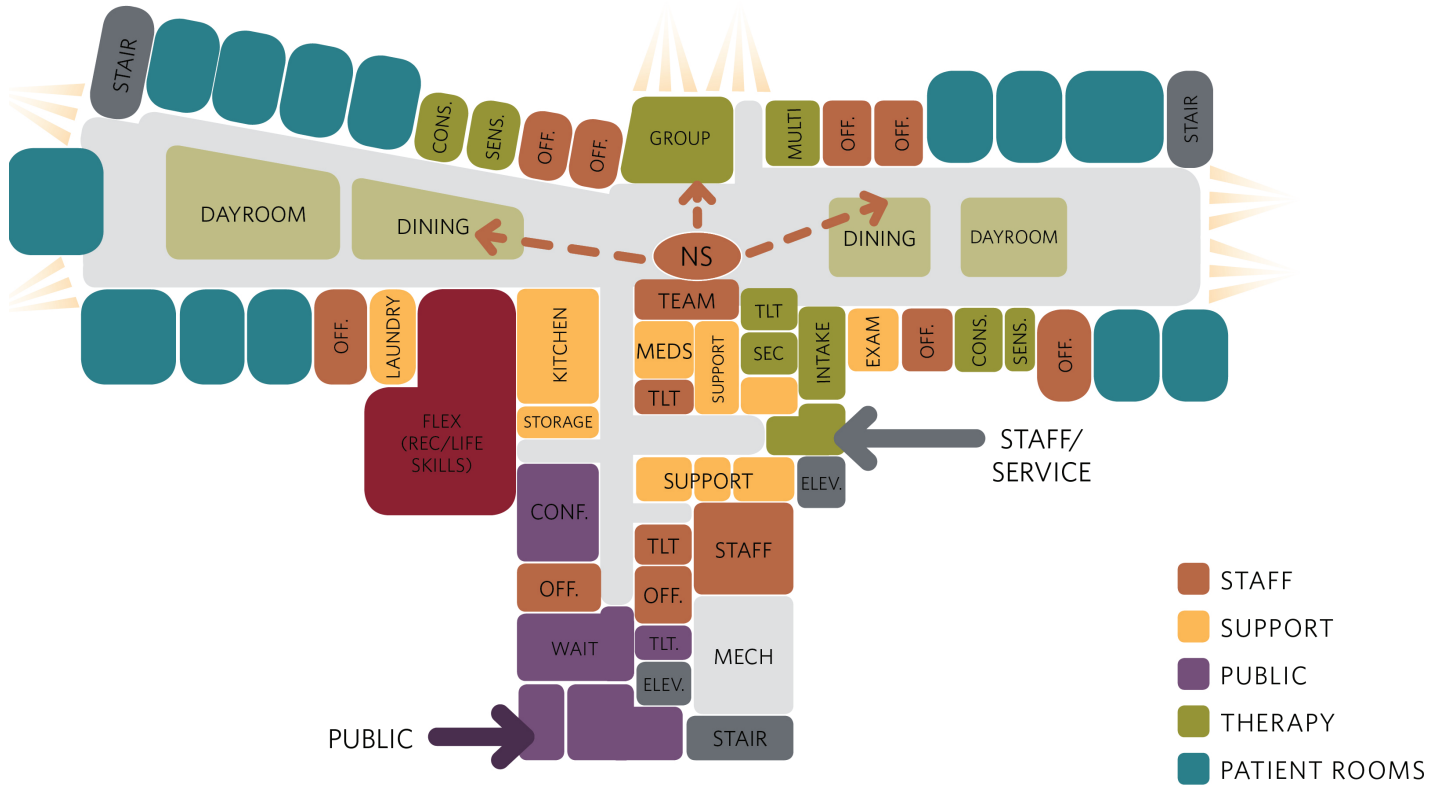 STAIR
CONS.
SENS.
OFF.
OFF.
GROUP
MULTI
OFF.
OFF.
STAIR
DAYROOM
DINING
NS
DINING
DAYROOM
OFF.
LAUNDRY
KITCHEN
TEAM
TLT
MEDS
SUPPORT
SEC
INTAKE
EXAM
OFF.
CONS.
SENS.
OFF.
TLT
STORAGE
FLEX
(REC/LIFE
SKILLS)
STAFF/
SERVICE
SUPPORT
ELEV.
CONF.
TLT
STAFF
OFF.
OFF.
WAIT
TLT.
MECH
ELEV.
PUBLIC
STAIR
STAFF
SUPPORT
PUBLIC
THERAPY
PATIENT ROOMS